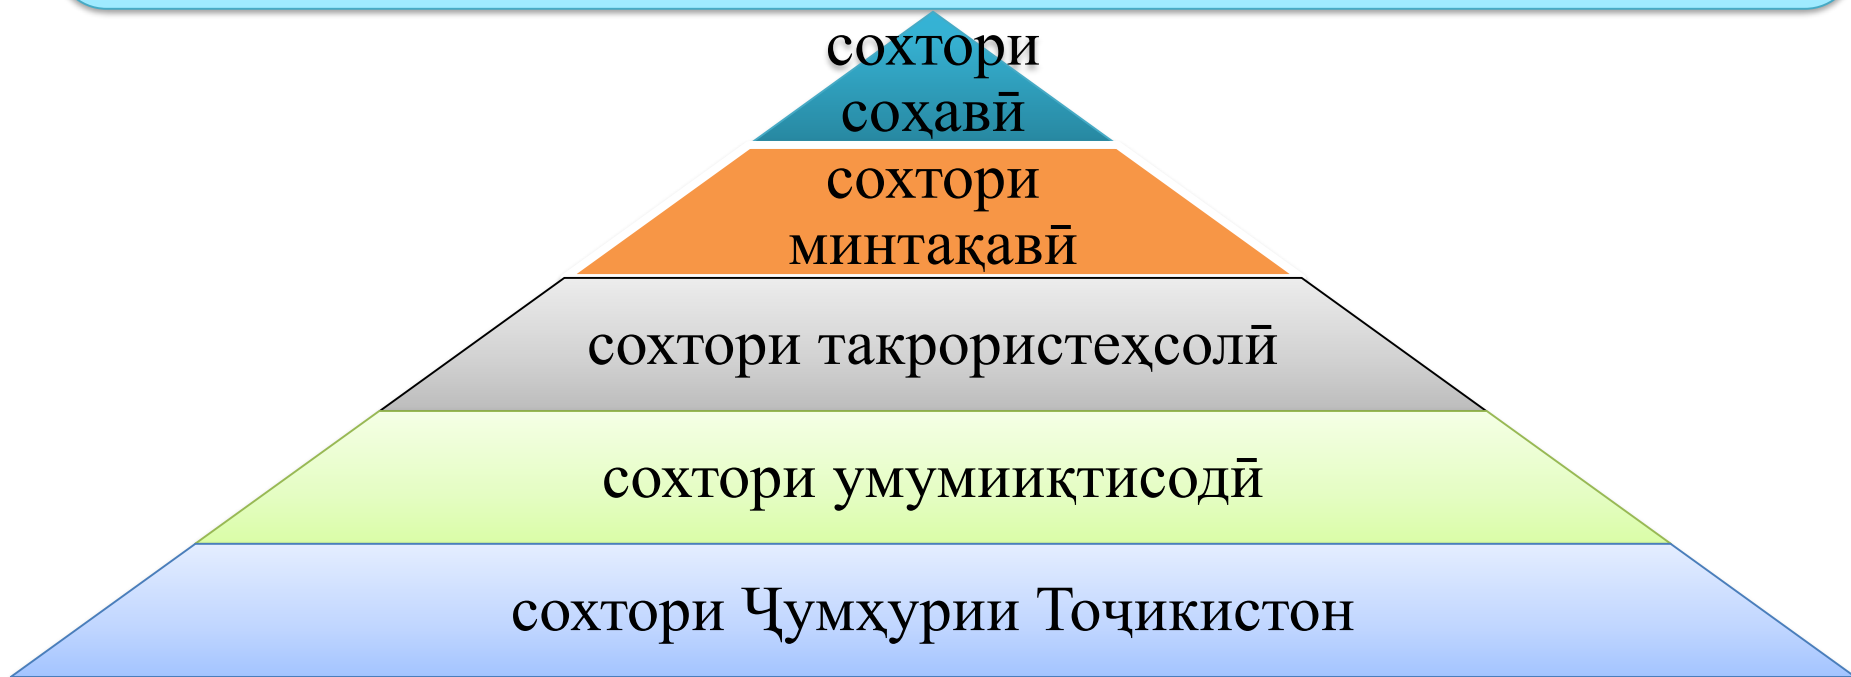 сохтори
соҳавӣ
сохтори
минтақавӣ
сохтори такрористеҳсолӣ
сохтори умумииқтисодӣ
сохтори Ҷумҳурии Тоҷикистон